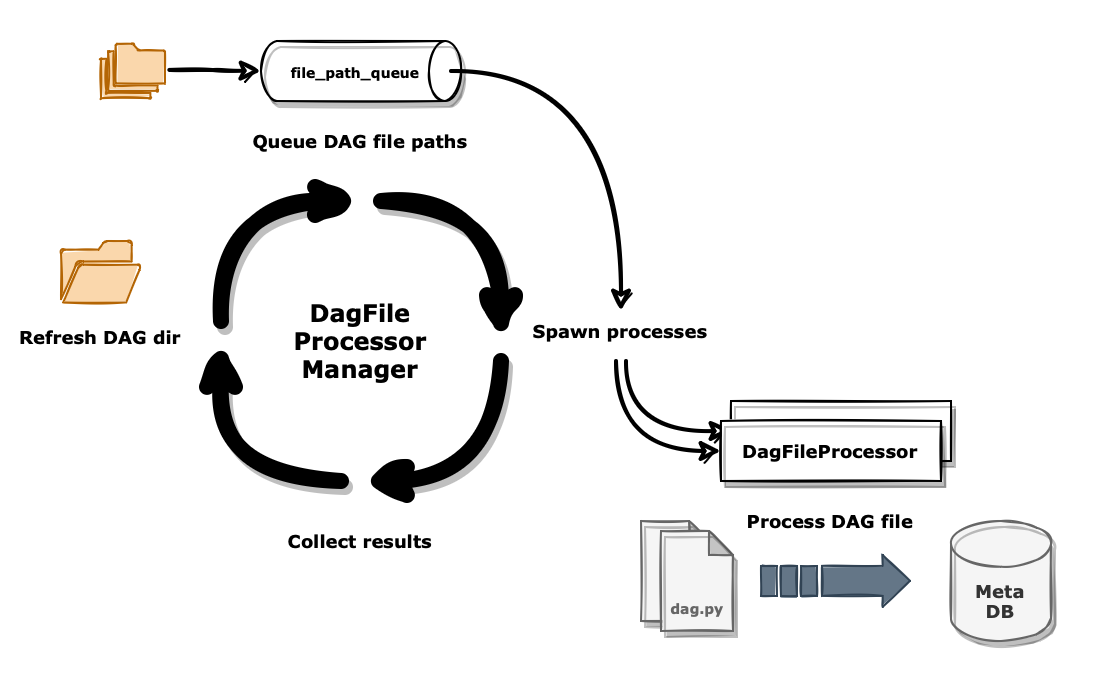 file_path_queue
Queue DAG file paths
Refresh DAG dir
DagFile
Processor
Manager
Spawn processes
DagFileProcessor
Process DAG file
Collect results
dag.py
Meta
DB